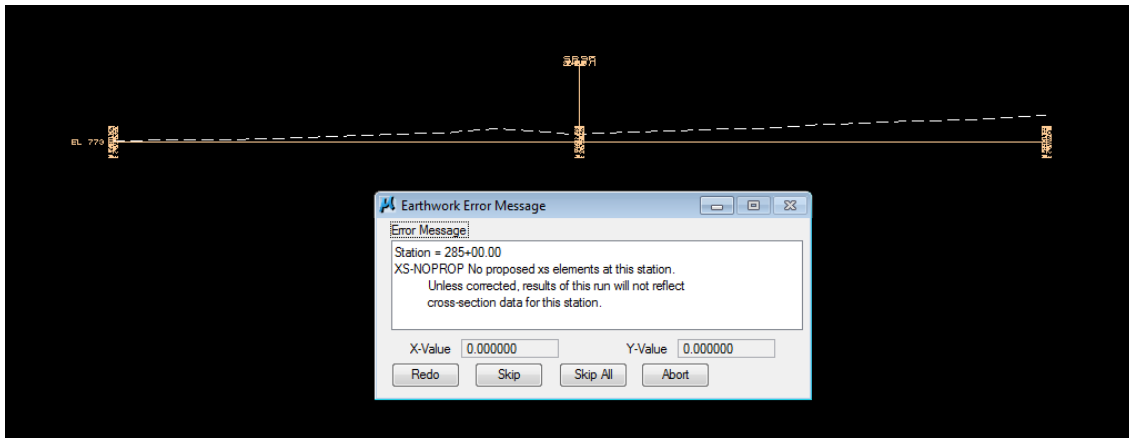 EL 770
Earthwork Error Message
Error Message
Station = 285+00.00
XS-NOPROP No proposed xs elements at this station.
Unless corrected, results of this run will not reflect
cross-section data for this station.
X-Value 0.000000 Y-Value 0.000000
Redo Skip Skip All Abort